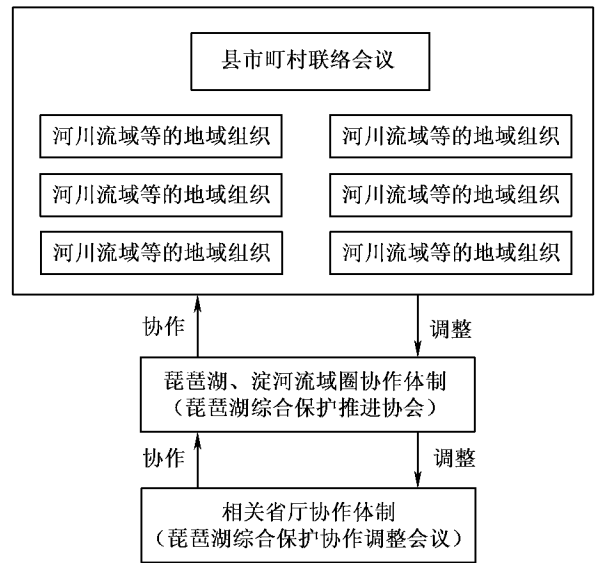 县市町村联络会议
河川流域等的地域组织 河川流域等的地域组织
河川流域等的地域组织 河川流域等的地域组织
河川流域等的地域组织 河川流域等的地域组织
协作 调整
琵琶湖、淀河流域圈协作体制
（琵琶湖综合保护推进协会）
协作 调整
相关省厅协作体制
（琵琶湖综合保护协作调整会议）